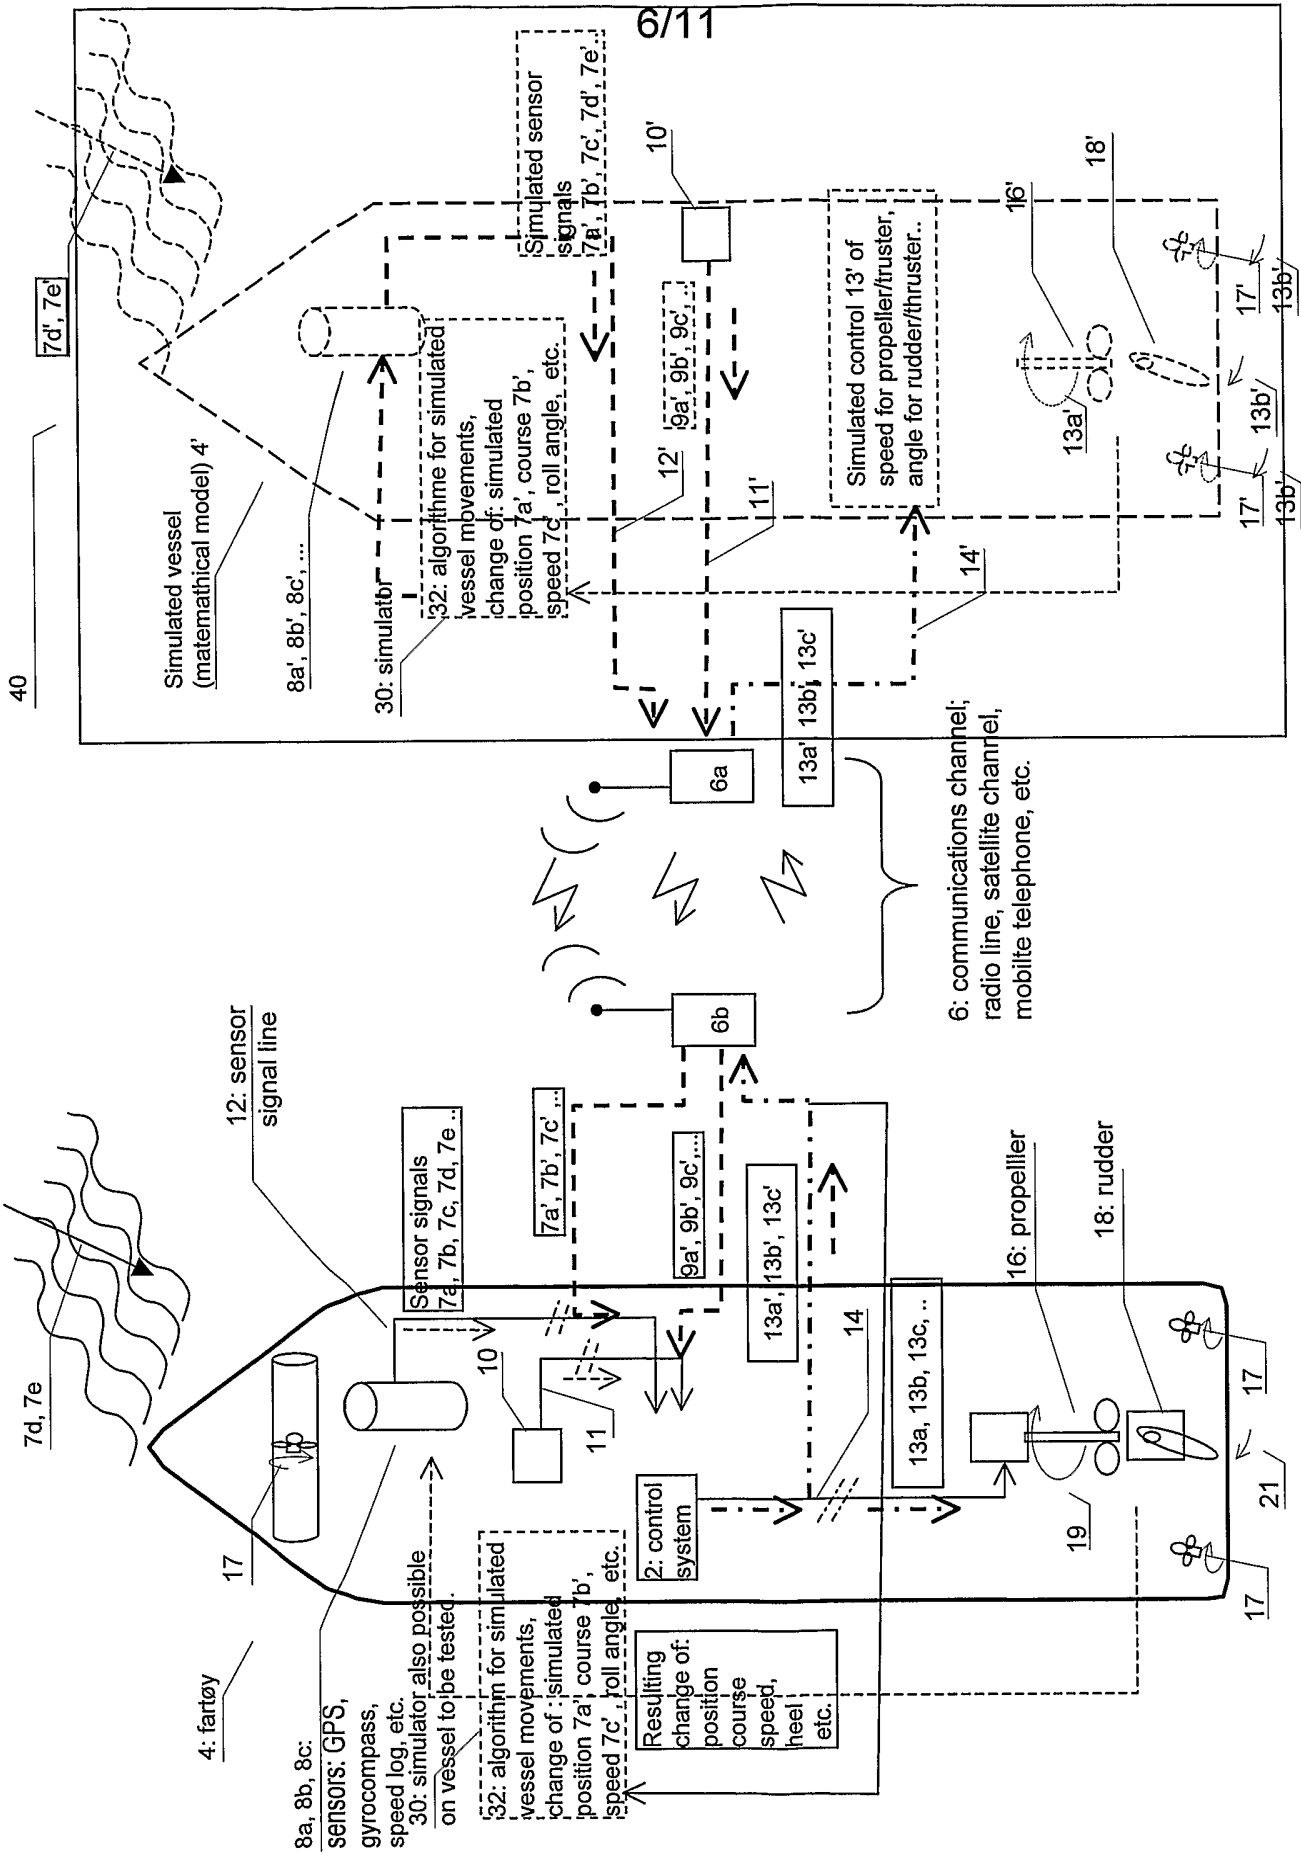 6/11
40
7d', 7e'
Simulated vessel
(matemathical model) 4'
8a', 8b', 8c', ...
30: simulator
32: algorithme for simulated
vessel movements,
change of: simulated
position 7a', course 7b',
speed 7c' , roll angle, etc.
Simulated sensor
signals
7a', 7b', 7c', 7d', 7e'..
10'
9a', 9b', 9c', ..
12'
11'
Simulated control 13' of
speed for propeller/truster,
angle for rudder/thruster..
14'
16'
18'
13a'
17'
13b'
13b'
17'
13b'
13a', 13b', 13c'
6a
6b
6: communications channel;
radio line, satellite channel,
mobilte telephone, etc.
7d, 7e
12: sensor
signal line
Sensor signals
7a, 7b, 7c, 7d, 7e ..
7a', 7b', 7c' ,...
9a', 9b', 9c' ,...
13a', 13b', 13c'
17
4: fartøy
8a, 8b, 8c:
sensors: GPS,
gyrocompass,
speed log, etc.
30: simulator also possible
on vessel to be tested.
32: algorithm for simulated
vessel movements,
change of : simulated
position 7a' course 7b',
speed 7c' , roll angle, etc.
Resulting
change of:
position
course
speed,
heel
etc.
10
11
2: control
system
14
13a, 13b, 13c, ..
16: propelller
18: rudder
19
17
21
17